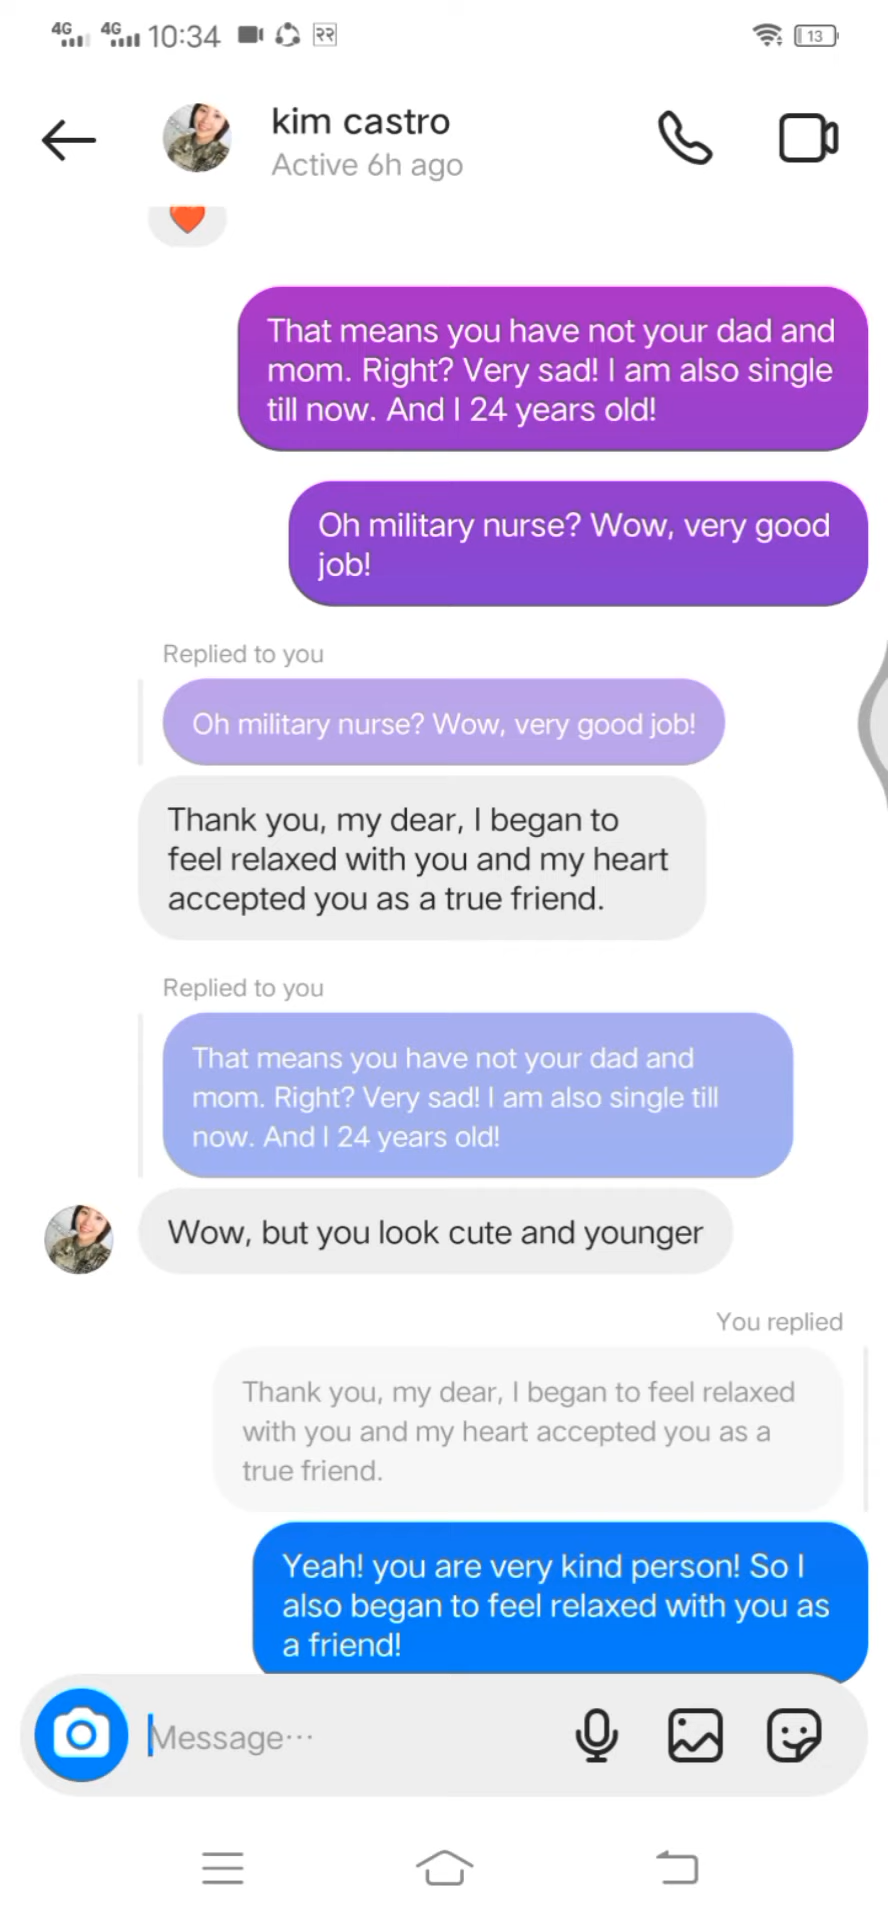 4G 4G 10:34 २२ 13
kim castro
Active 6h ago
That means you have not your dad and
mom. Right? Very sad! I am also single
till now. And I 24 years old!
Oh military nurse? Wow, very good
job!
Replied to you
Oh military nurse? Wow, very good job!
Thank you, my dear, I began to
feel relaxed with you and my heart
accepted you as a true friend.
Replied to you
That means you have not your dad and
mom. Right? Very sad! I am also single till
now. And I 24 years old!
Wow, but you look cute and younger
You replied
Thank you, my dear, I began to feel relaxed
with you and my heart accepted you as a
true friend.
Yeah! you are very kind person! So I
also began to feel relaxed with you as
a friend!
Message...